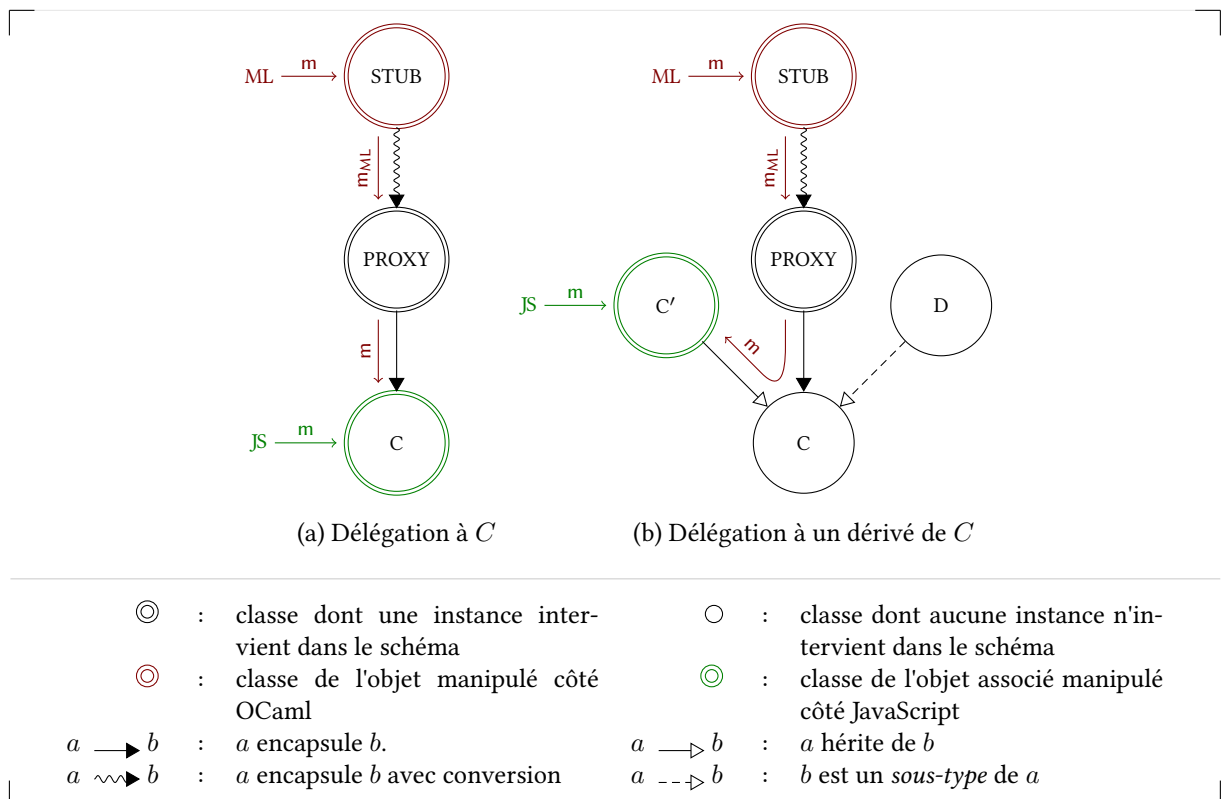 ML m STUB
m_ML
PROXY
m
JS m C
(a) Délégation à C
ML m STUB
m_ML
PROXY
JS m C′
D
m
C
(b) Délégation à un dérivé de C
: classe dont une instance inter-
vient dans le schéma
: classe de l'objet manipulé côté
OCaml
a b : a encapsule b.
a b : a encapsule b avec conversion
: classe dont aucune instance n'in-
tervient dans le schéma
: classe de l'objet associé manipulé
côté JavaScript
a b : a hérite de b
a b : b est un sous-type de a